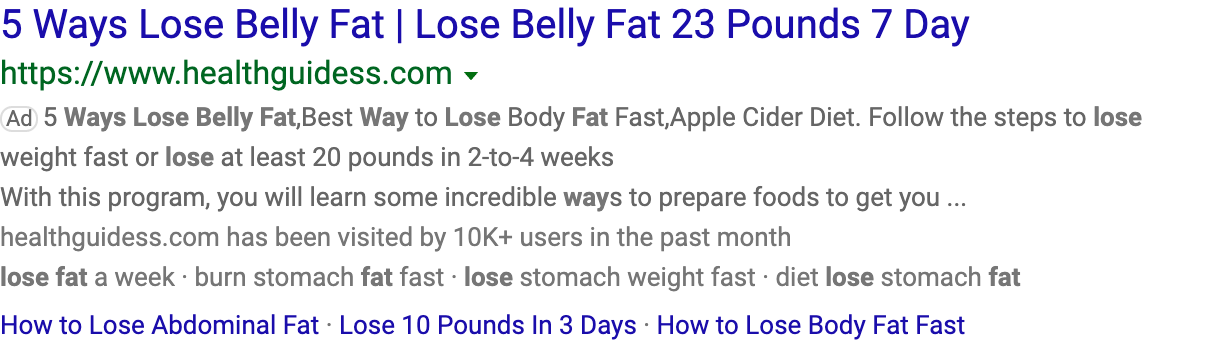 5 Ways Lose Belly Fat | Lose Belly Fat 23 Pounds 7 Day
https://www.healthguidess.com
Ad 5 Ways Lose Belly Fat,Best Way to Lose Body Fat Fast,Apple Cider Diet. Follow the steps to lose
weight fast or lose at least 20 pounds in 2-to-4 weeks
With this program, you will learn some incredible ways to prepare foods to get you ...
healthguidess.com has been visited by 10K+ users in the past month
lose fat a week · burn stomach fat fast · lose stomach weight fast · diet lose stomach fat
How to Lose Abdominal Fat · Lose 10 Pounds In 3 Days · How to Lose Body Fat Fast